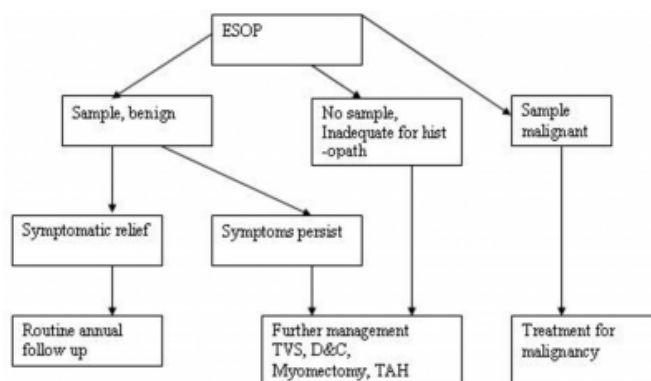 ESOP
Sample, benign
No sample,
Inadequate for hist
-opath
Sample
malignant
Symptomatic relief
Symptoms persist
Routine annual
follow up
Further management
TVS, D&C,
Myomectomy, TAH
Treatment for
malignancy